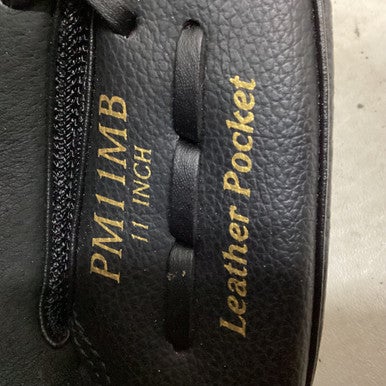 PM11MB
11 INCH
Leather Pocket